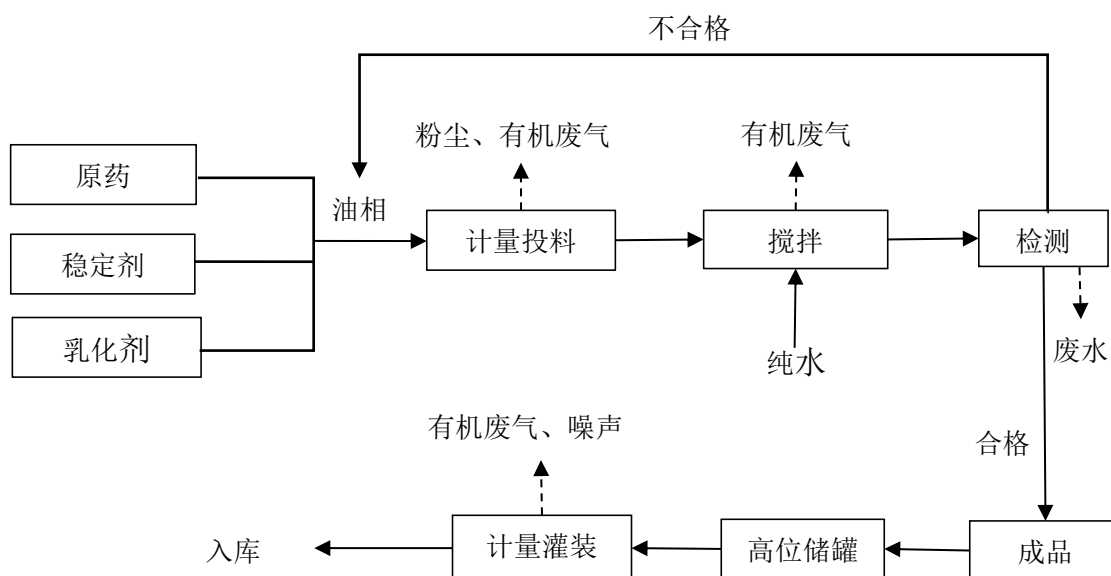 不合格
粉尘、有机废气
有机废气
原药
油相
计量投料
搅拌
检测
稳定剂
乳化剂
纯水
废水
有机废气、噪声
合格
入库
计量灌装
高位储罐
成品